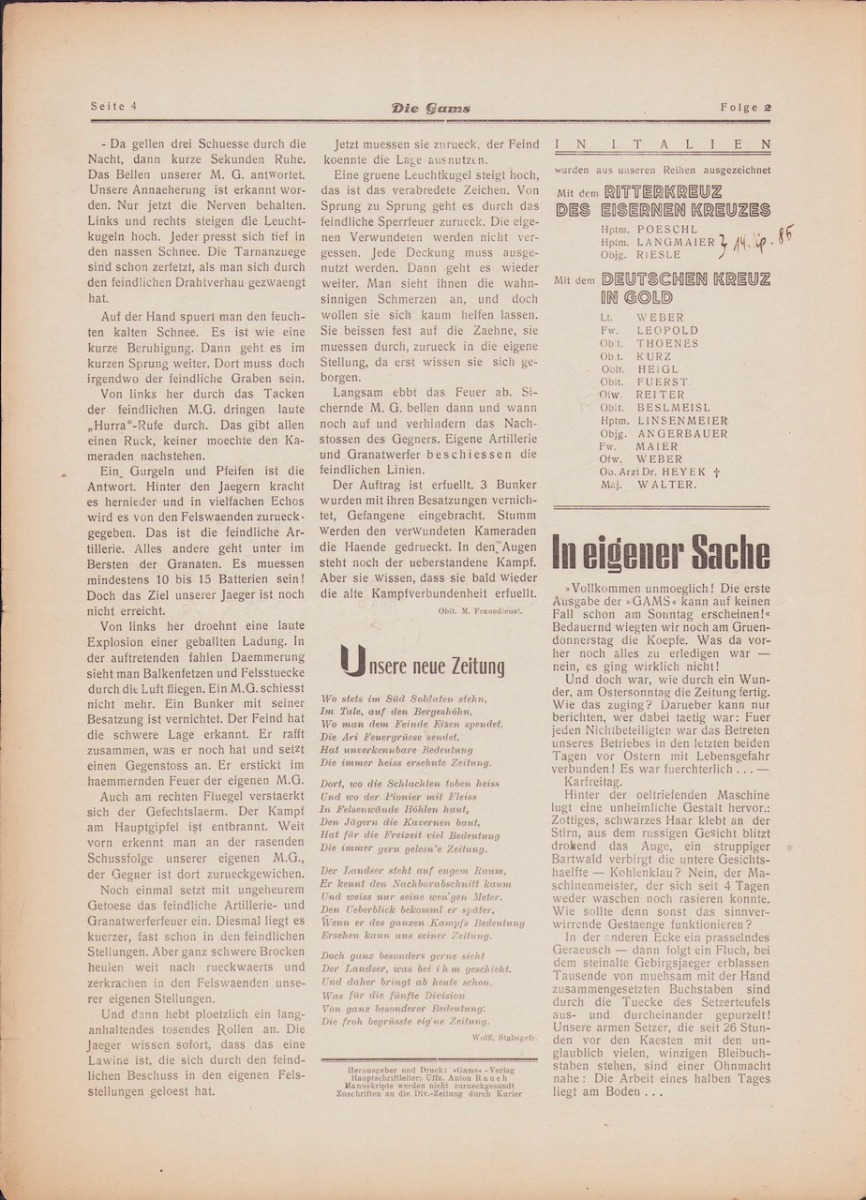 Seite 4
Die Gams
Folge 2
- Da gellen drei Schuesse durch die
Nacht, dann kurze Sekunden Ruhe.
Das Bellen unserer M. G. antwortet.
Unsere Annaeherung ist erkannt wor-
den. Nur jetzt die Nerven behalten.
Links und rechts steigen die Leucht-
kugeln hoch. Jeder presst sich tief in
den nassen Schnee. Die Tarnanzuege
sind schon zerfetzt, als man sich durch
den feindlichen Drahtverhau gezwaengt
hat.
Auf der Hand spuert man den feuch-
ten kalten Schnee. Es ist wie eine
kurze Beruhigung. Dann geht es im
kurzen Sprung weiter. Dort muss doch
irgendwo der feindliche Graben sein.
Von links her durch das Tacken
der feindlichen M.G. dringen laute
„Hurra"-Rufe durch. Das gibt allen
einen Ruck, keiner moechte den Ka-
meraden nachstehen.
Ein Gurgeln und Pfeifen ist die
Antwort. Hinter den Jaegern kracht
es hernieder und in vielfachen Echos
wird es von den Felswaenden zurueck-
gegeben. Das ist die feindliche Ar-
tillerie. Alles andere geht unter im
Bersten der Granaten. Es muessen
mindestens 10 bis 15 Batterien sein!
Doch das Ziel unserer Jaeger ist noch
nicht erreicht.
Von links her droehnt eine laute
Explosion einer geballten Ladung. In
der auftretenden fahlen Daemmerung
sieht man Balkenfetzen und Felsstuecke
durch die Luft fliegen. Ein M.G. schiesst
nicht mehr. Ein Bunker mit seiner
Besatzung ist vernichtet. Der Feind hat
die schwere Lage erkannt. Er rafft
zusammen, was er noch hat und setzt
einen Gegenstoss an. Er erstickt im
haemmernden Feuer der eigenen M.G.
Auch am rechten Fluegel verstaerkt
sich der Gefechtslaerm. Der Kampf
am Hauptgipfel ist entbrannt. Weit
vorn erkennt man an der rasenden
Schussfolge unserer eigenen M.G.,
der Gegner ist dort zurueckgewichen.
Noch einmal setzt mit ungeheurem
Getoese das feindliche Artillerie- und
Granatwerferfeuer ein. Diesmal liegt es
kuerzer, fast schon in den feindlichen
Stellungen. Aber ganz schwere Brocken
heulen weit nach rueckwaerts und
zerkrachen in den Felswaenden unse-
rer eigenen Stellungen.
Und dann hebt ploetzlich ein lang-
anhaltendes tosendes Rollen an. Die
Jaeger wissen sofort, dass das eine
Lawine ist, die sich durch den feind-
lichen Beschuss in den eigenen Fels-
stellungen geloest hat.
Jetzt muessen sie zurueck, der Feind
koennte die Lage ausnutzen.
Eine gruene Leuchtkugel steigt hoch,
das ist das verabredete Zeichen. Von
Sprung zu Sprung geht es durch das
feindliche Sperrfeuer zurueck. Die eige-
nen Verwundeten werden nicht ver-
gessen. Jede Deckung muss ausge-
nutzt werden. Dann geht es wieder
weiter. Man sieht ihnen die wahn-
sinnigen Schmerzen an, und doch
wollen sie sich kaum helfen lassen.
Sie beissen fest auf die Zaehne, sie
muessen durch, zurueck in die eigene
Stellung, da erst wissen sie sich ge-
borgen.
Langsam ebbt das Feuer ab. Si-
chernde M. G. bellen dann und wann
noch auf und verhindern das Nach-
stossen des Gegners. Eigene Artillerie
und Granatwerfer beschiessen die
feindlichen Linien.
Der Auftrag ist erfuellt. 3 Bunker
wurden mit ihren Besatzungen vernich-
tet, Gefangene eingebracht. Stumm
werden den verwundeten Kameraden
die Haende gedrueckt. In den Augen
steht noch der ueberstandene Kampf.
Aber sie wissen, dass sie bald wieder
die alte Kampfverbundenheit erfuellt.
Oblt. M.
Unsere neue Zeitung
Wo stets im Süd Soldaten stehn,
Im Tale, auf den Bergeshöhn,
Wo man dem Feinde Eisen spendet,
Die Ari Feuergrüsse sendet,
Hat unverkennbare Bedeutung
Die immer heiss ersehnte Zeitung.
Dort, wo die Schlachten toben heiss
Und wo der Pionier mit Fleiss
In Felsenwände Höhlen haut,
Den Jägern die Kavernen baut,
Hat für die Freizeit viel Bedeutung
Die immer gern geles'ne Zeitung.
Der Landser steht auf engem Raum,
Er kennt den Nachbarabschnitt kaum
Und weiss nur seine wen'gen Meter.
Den Ueberblick bekomml er später,
Wenn er des ganzen Kampfs Bedeutung
Ersehen kann aus seiner Zeitung.
Doch ganz besonders gerne sieht
Der Landser, was bei ihm geschieht.
Und daher bringt ab heute schon,
Was für die fünfte Division
Von ganz besonderer Bedeutung:
Die froh begrüsste eig'ne Zeitung.
Wolff, Stabsgefr.
Herausgeber und Druck: »Gams«-Verlag
Hauptschriftleiter: Uffz. Anton Rauch
Manuskripte werden nicht zurueckgesandt
Zuschriften an die Div.-Zeitung durch Kurier
IN ITALIEN
wurden aus unseren Reihen ausgezeichnet
Mit dem RITTERKREUZ
DES EISERNEN KREUZES
Hptm. POESCHL
Hptm. LANGMAIER
Objg. RIESLE
Mit dem DEUTSCHEN KREUZ
IN GOLD
Lt. WEBER
Fw. LEOPOLD
Oblt. THOENES
Oblt. KURZ
Oblt. HEIGL
Oblt. FUERST
Ofw. REITER
Oblt. BESLMEISL
Hptm. LINSENMEIER
Objg. ANGERBAUER
Fw. MAIER
Ofw. WEBER
Ob. Arzt Dr. HEYEK †
Maj. WALTER.
In eigener Sache
»Vollkommen unmoeglich! Die erste
Ausgabe der »GAMS« kann auf keinen
Fall schon am Sonntag erscheinen!«
Bedauernd wiegten wir noch am Gruen-
donnerstag die Koepfe. Was da vor-
her noch alles zu erledigen war —
nein, es ging wirklich nicht!
Und doch war, wie durch ein Wun-
der, am Ostersonntag die Zeitung fertig.
Wie das zuging? Darueber kann nur
berichten, wer dabei taetig war: Fuer
jeden Nichtbeteiligten war das Betreten
unseres Betriebes in den letzten beiden
Tagen vor Ostern mit Lebensgefahr
verbunden! Es war fuerchterlich . . . —
Karfreitag.
Hinter der oeltriefenden Maschine
lugt eine unheimliche Gestalt hervor.:
Zottiges, schwarzes Haar klebt an der
Stirn, aus dem russigen Gesicht blitzt
drohend das Auge, ein struppiger
Bartwald verbirgt die untere Gesichts-
haelfte — Kohlenklau? Nein, der Ma-
schinenmeister, der sich seit 4 Tagen
weder waschen noch rasieren konnte.
Wie sollte denn sonst das sinnver-
wirrende Gestaenge funktionieren?
In der anderen Ecke ein prasselndes
Geraeusch — dann folgt ein Fluch, bei
dem steinalte Gebirgsjaeger erblassen
Tausende von muehsam mit der Hand
zusammengesetzten Buchstaben sind
durch die Tuecke des Setzerteufels
aus- und durcheinander gepurzelt!
Unsere armen Setzer, die seit 26 Stun-
den vor den Kaesten mit den un-
glaublich vielen, winzigen Bleibuch-
staben stehen, sind einer Ohnmacht
nahe: Die Arbeit eines halben Tages
liegt am Boden . . .